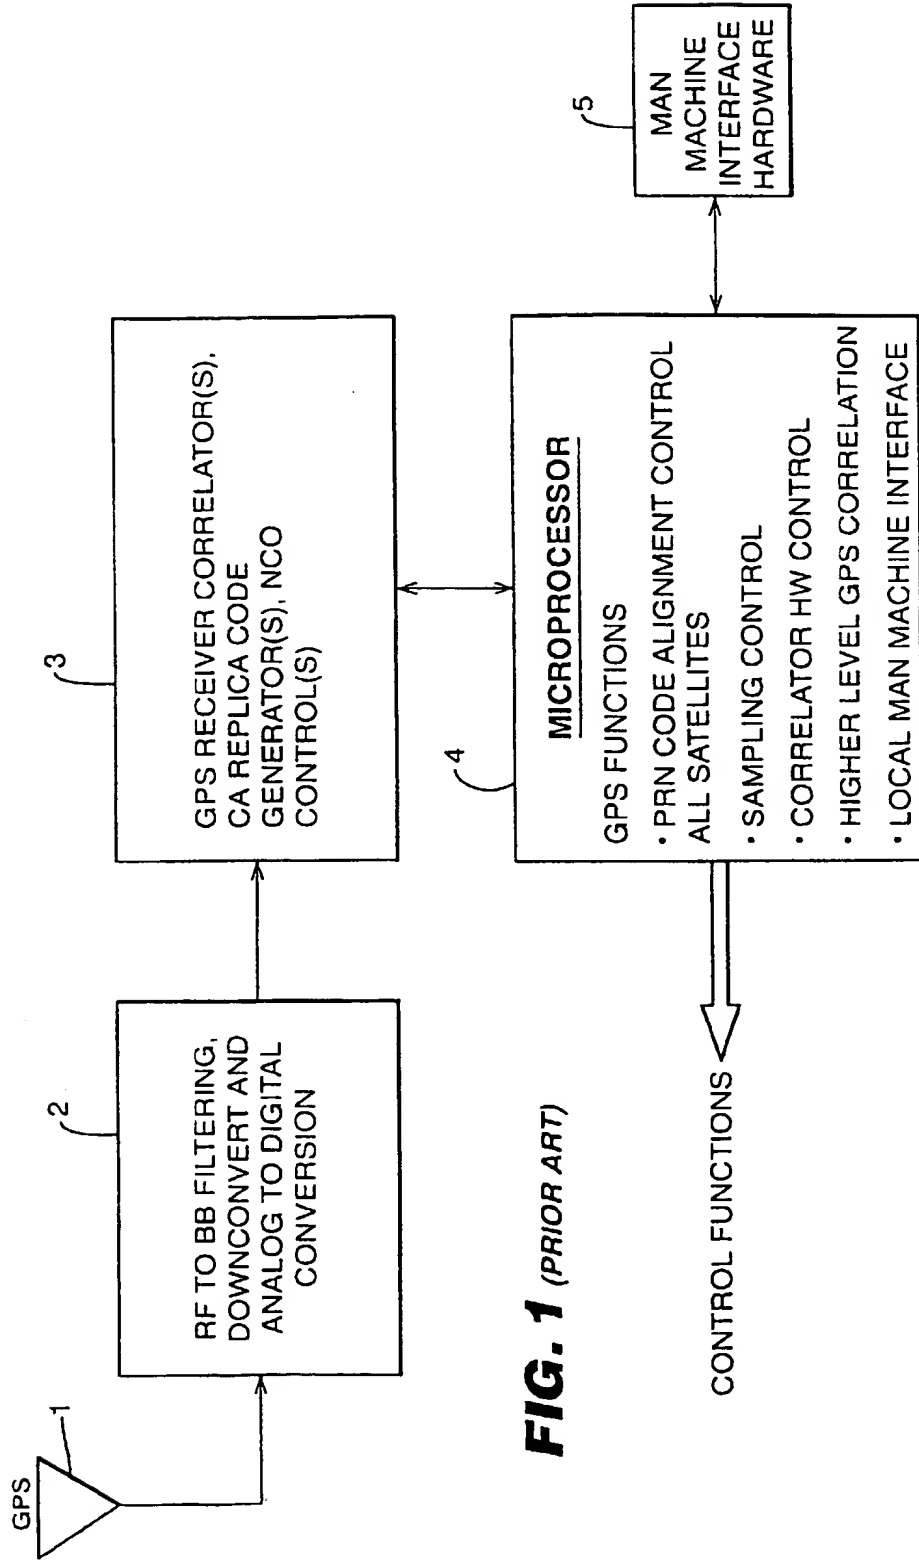 GPS
1
2
RF TO BB FILTERING,
DOWNCONVERT AND
ANALOG TO DIGITAL
CONVERSION
3
GPS RECEIVER CORRELATOR(S),
CA REPLICA CODE
GENERATOR(S), NCO
CONTROL(S)
4
MICROPROCESSOR
GPS FUNCTIONS
• PRN CODE ALIGNMENT CONTROL
ALL SATELLITES
• SAMPLING CONTROL
• CORRELATOR HW CONTROL
• HIGHER LEVEL GPS CORRELATION
• LOCAL MAN MACHINE INTERFACE
5
MAN
MACHINE
INTERFACE
HARDWARE
CONTROL FUNCTIONS
FIG. 1 (PRIOR ART)